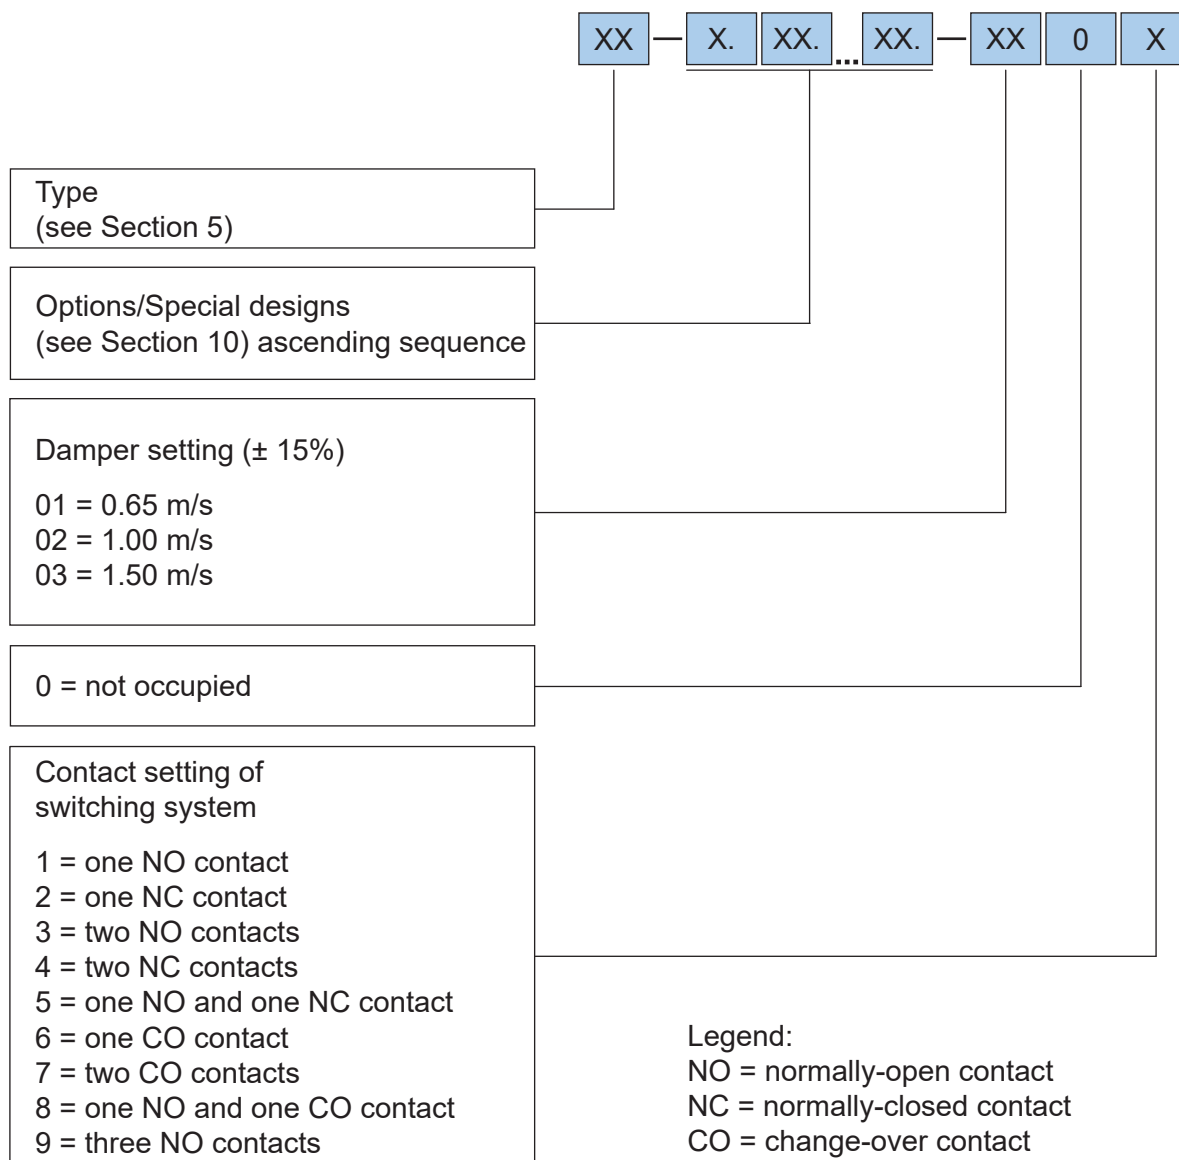 XX — X. XX. ... XX. — XX 0 X
Type
(see Section 5)
Options/Special designs
(see Section 10) ascending sequence
Damper setting (± 15%)
01 = 0.65 m/s
02 = 1.00 m/s
03 = 1.50 m/s
0 = not occupied
Contact setting of
switching system
1 = one NO contact
2 = one NC contact
3 = two NO contacts
4 = two NC contacts
5 = one NO and one NC contact
6 = one CO contact
7 = two CO contacts
8 = one NO and one CO contact
9 = three NO contacts
Legend:
NO = normally-open contact
NC = normally-closed contact
CO = change-over contact